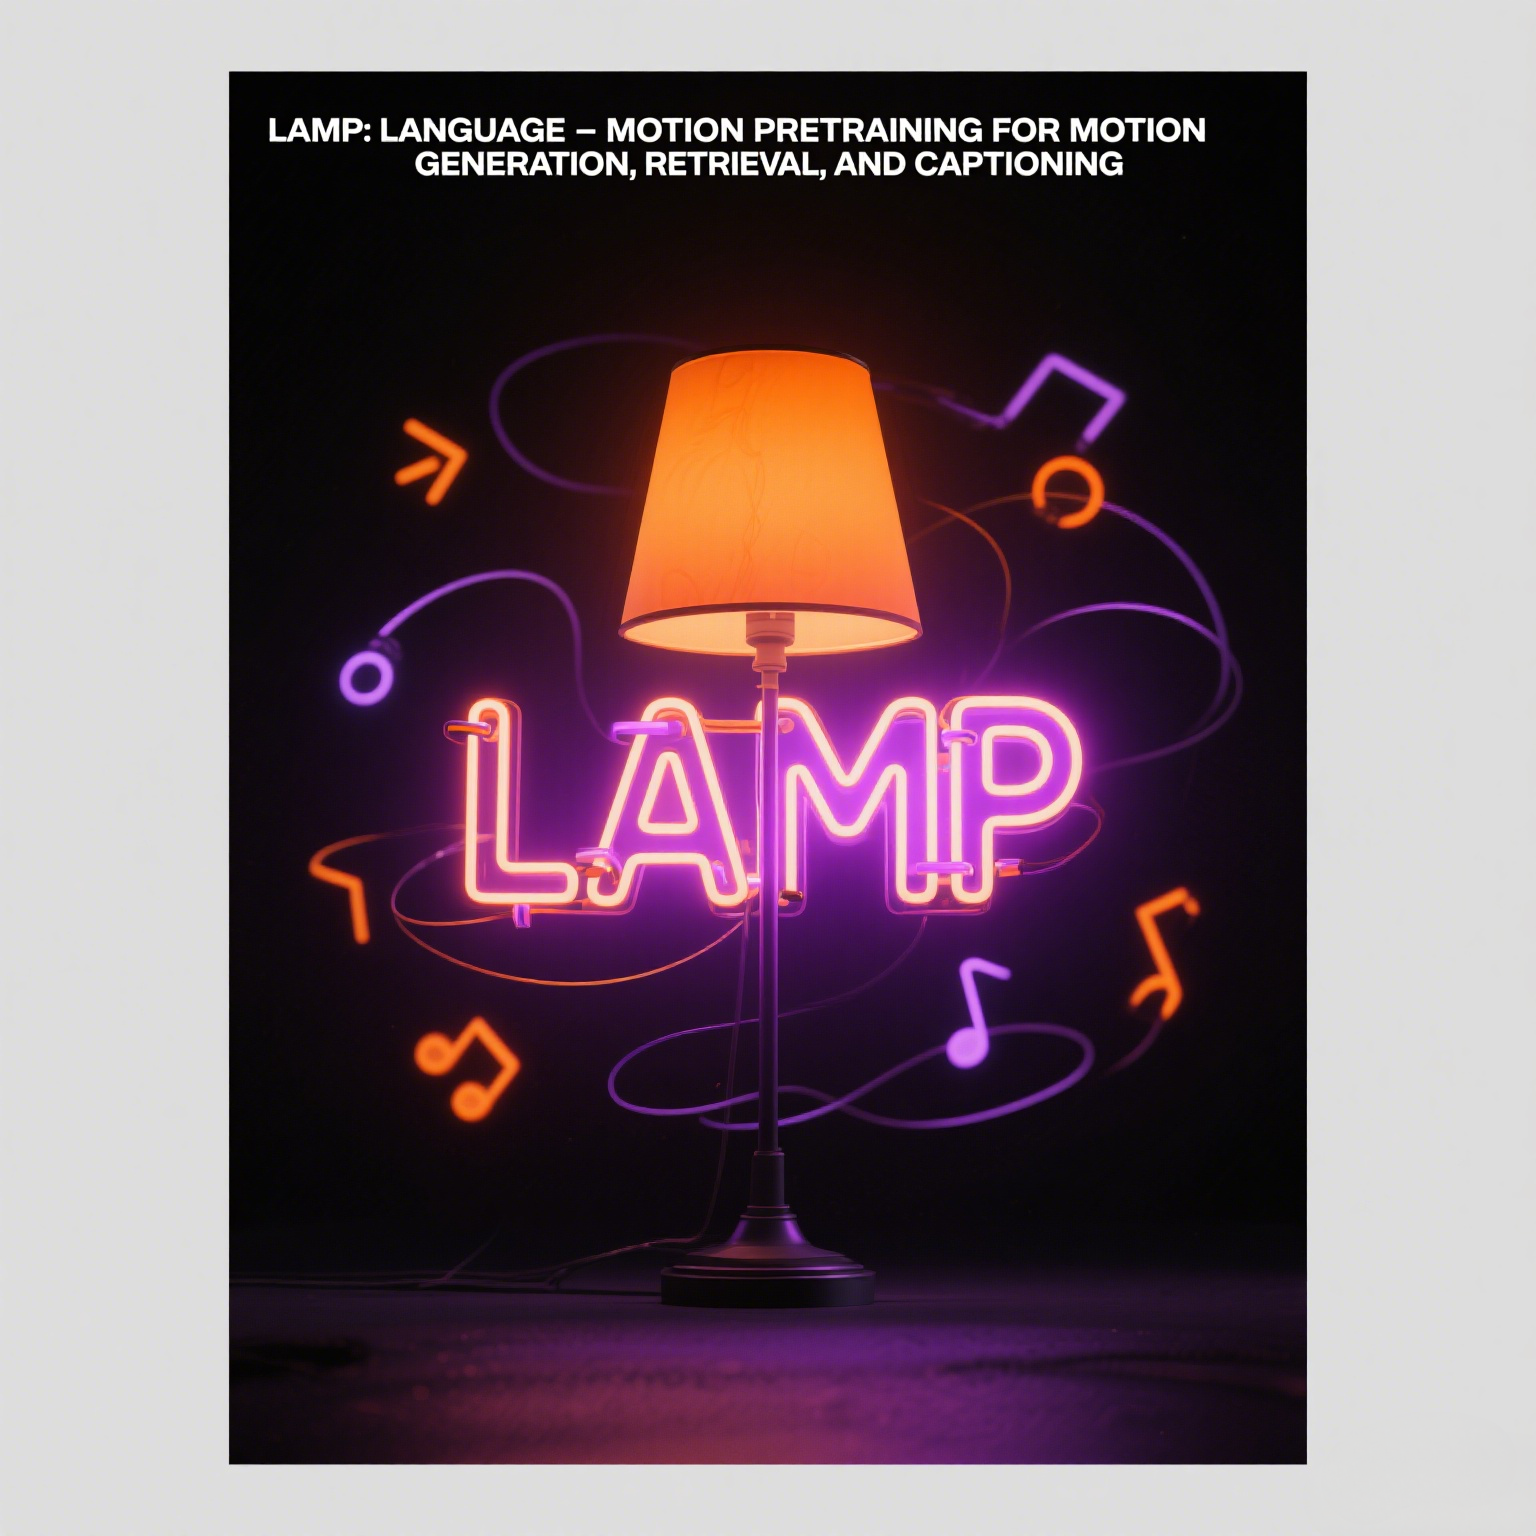 LAMP: LANGUAGE – MOTION PRETRAINING FOR MOTION
GENERATION, RETRIEVAL, AND CAPTIONING
LAMP